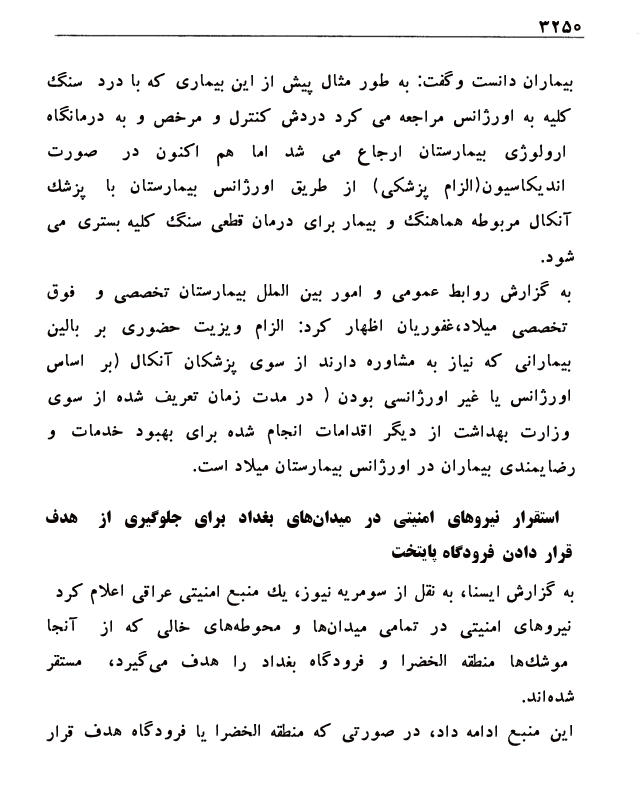 ۳۲۵۰
بیماران دانست وگفت: به طور مثال پیش از این بیماری که با درد سنگ
کلیه به اورژانس مراجعه می کرد دردش کنترل و مرخص و به درمانگاه
ارولوژی بیمارستان ارجاع می شد اما هم اکنون در صورت
اندیکاسیون(الزام پزشکی) از طریق اورژانس بیمارستان با پزشك
آنکال مربوطه هماهنگ و بیمار برای درمان قطعی سنگ کلیه بستری می
شود.
به گزارش روابط عمومی و امور بین الملل بیمارستان تخصصی و فوق
تخصصی میلاد،غفوریان اظهار کرد: الزام ویزیت حضوری بر بالین
بیمارانی که نیاز به مشاوره دارند از سوی پزشکان آنکال (بر اساس
اورژانس یا غیر اورژانسی بودن ( در مدت زمان تعریف شده از سوی
وزارت بهداشت از دیگر اقدامات انجام شده برای بهبود خدمات و
رضایمندی بیماران در اورژانس بیمارستان میلاد است.
استقرار نیروهای امنیتی در میدان‌های بغداد برای جلوگیری از هدف
قرار دادن فرودگاه پایتخت
به گزارش ایسنا، به نقل از سومریه نیوز، یك منبع امنیتی عراقی اعلام کرد
نیروهای امنیتی در تمامی میدان‌ها و محوطه‌های خالی که از آنجا
موشك‌ها منطقه الخضرا و فرودگاه بغداد را هدف می‌گیرد، مستقر
شده‌اند.
این منبع ادامه داد، در صورتی که منطقه الخضرا یا فرودگاه هدف قرار